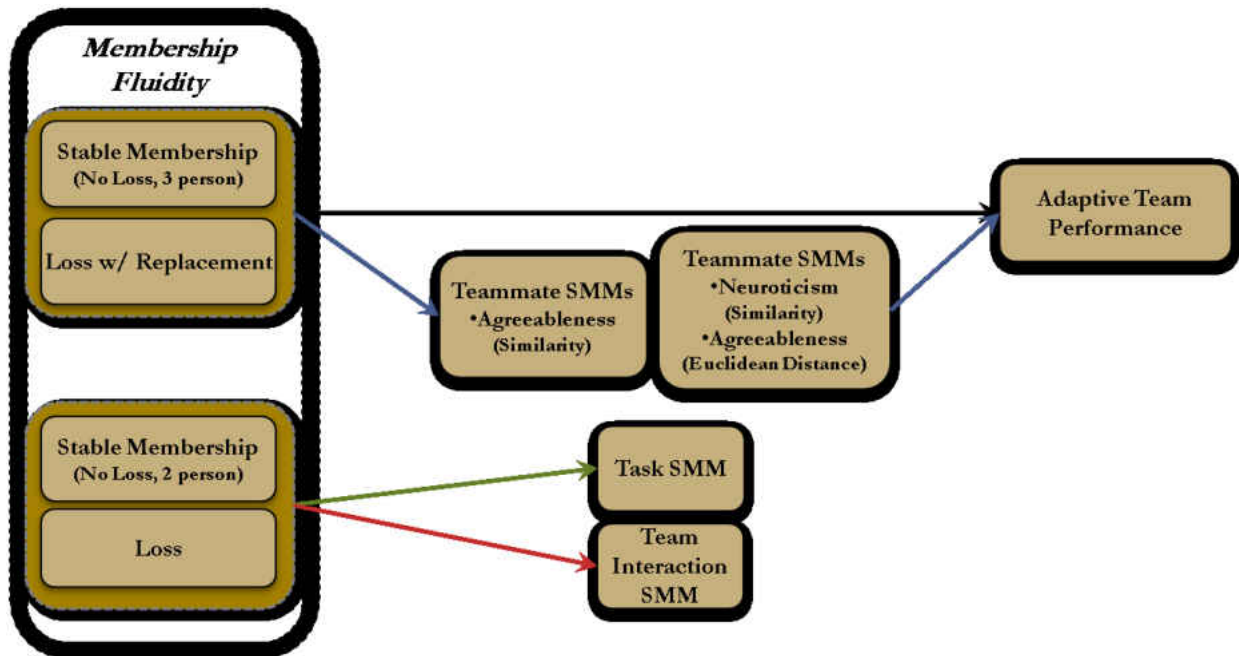 Membership
Fluidity
Stable Membership
(No Loss, 3 person)
Loss w/ Replacement
Stable Membership
(No Loss, 2 person)
Loss
Teammate SMMs
•Agreeableness
(Similarity)
Teammate SMMs
•Neuroticism
(Similarity)
•Agreeableness
(Euclidean Distance)
Adaptive Team
Performance
Task SMM
Team
Interaction
SMM